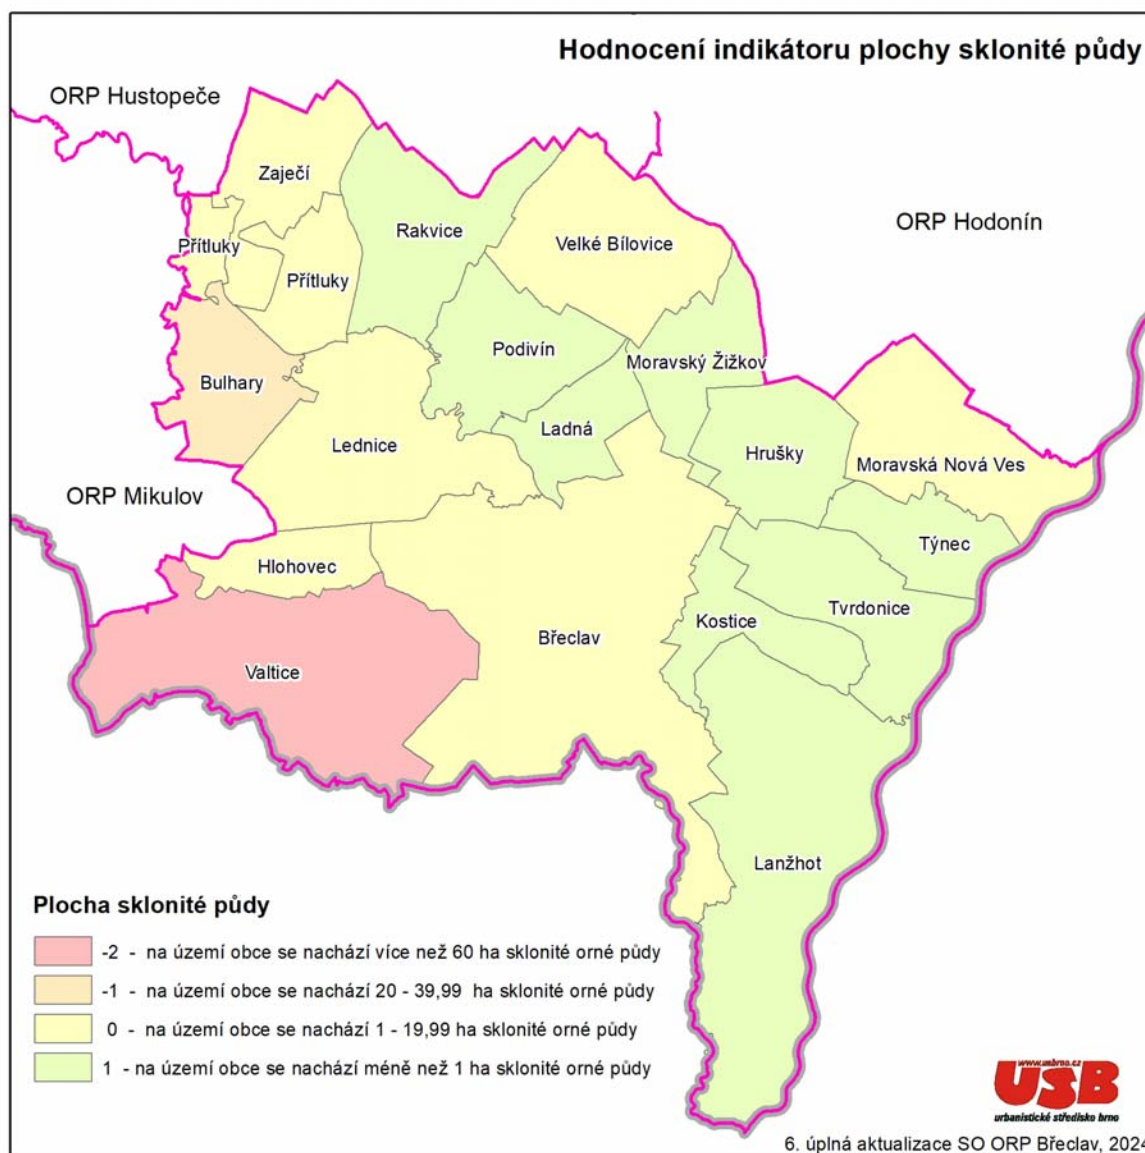 Hodnocení indikátoru plochy sklonité půdy
ORP Hustopeče
Zaječí
ORP Hodonín
Přítluky
Rakvice
Velké Bílovice
Přítluky
Podivín
Moravský Žižkov
Bulhary
Ladná
Lednice
Hrušky
Moravská Nová Ves
ORP Mikulov
Týnec
Hlohovec
Tvrdonice
Kostice
Břeclav
Valtice
Lanžhot
Plocha sklonité půdy
-2 - na území obce se nachází více než 60 ha sklonité orné půdy
-1 - na území obce se nachází 20 - 39,99 ha sklonité orné půdy
0 - na území obce se nachází 1 - 19,99 ha sklonité orné půdy
1 - na území obce se nachází méně než 1 ha sklonité orné půdy
www.usbrno.cz
USB
urbanistické středisko brno
6. úplná aktualizace SO ORP Břeclav, 2024